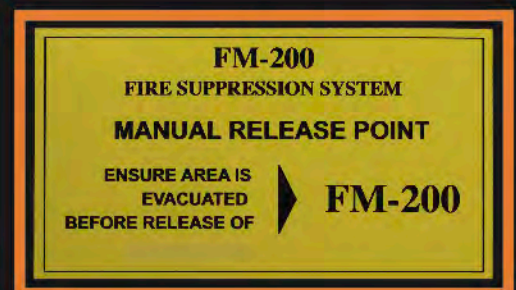 FM-200
FIRE SUPPRESSION SYSTEM
MANUAL RELEASE POINT
ENSURE AREA IS
EVACUATED
BEFORE RELEASE OF
FM-200